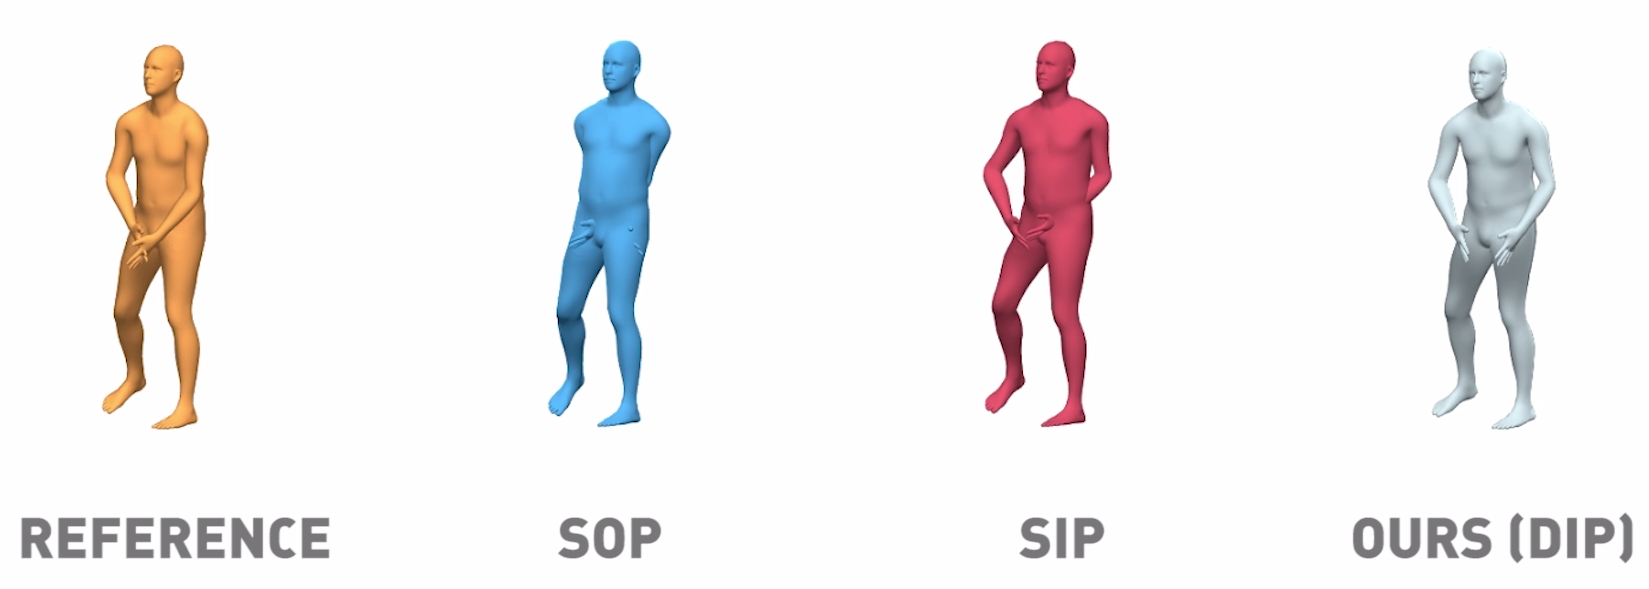 REFERENCE
SOP
SIP
OURS (DIP)